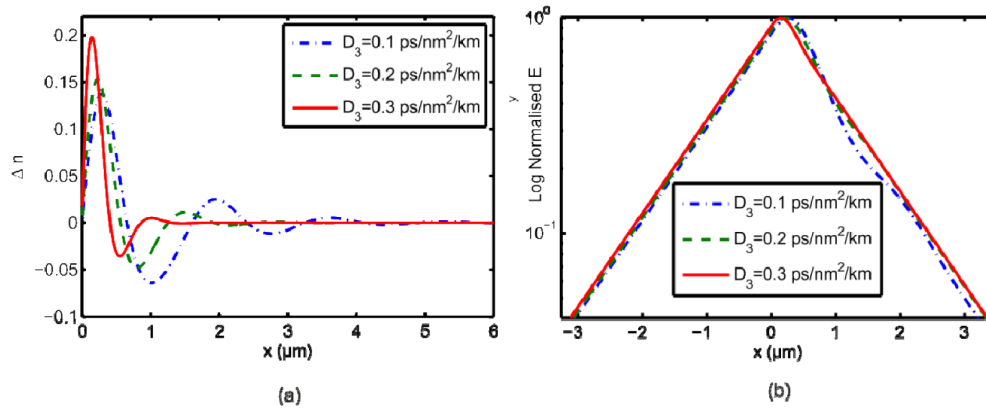 0.2
0.15
0.1
0.05
0
−0.05
−0.1
Δ n
D3=0.1 ps/nm²/km
D3=0.2 ps/nm²/km
D3=0.3 ps/nm²/km
0 1 2 3 4 5 6
x (μm)
(a)
10⁰
10⁻¹
Log Normalised E y
D3=0.1 ps/nm²/km
D3=0.2 ps/nm²/km
D3=0.3 ps/nm²/km
−3 −2 −1 0 1 2 3
x (μm)
(b)